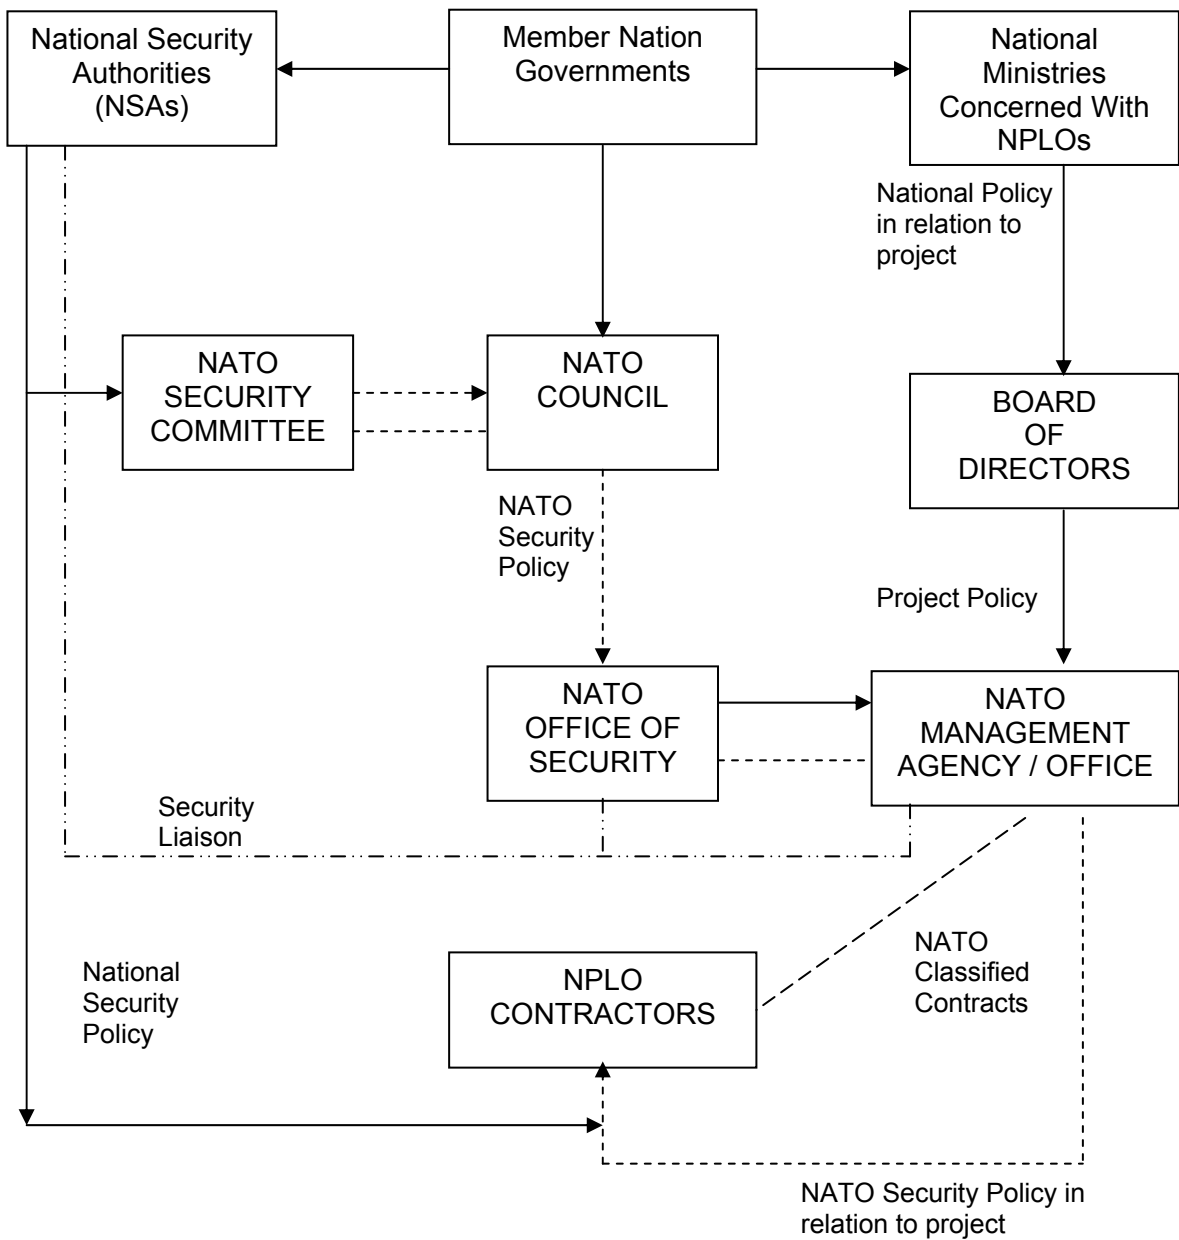 National Security
Authorities
(NSAs)
Member Nation
Governments
National
Ministries
Concerned With
NPLOs
National Policy
in relation to
project
NATO
SECURITY
COMMITTEE
NATO
COUNCIL
BOARD
OF
DIRECTORS
NATO
Security
Policy
Project Policy
NATO
OFFICE OF
SECURITY
NATO
MANAGEMENT
AGENCY / OFFICE
Security
Liaison
National
Security
Policy
NPLO
CONTRACTORS
NATO
Classified
Contracts
NATO Security Policy in
relation to project